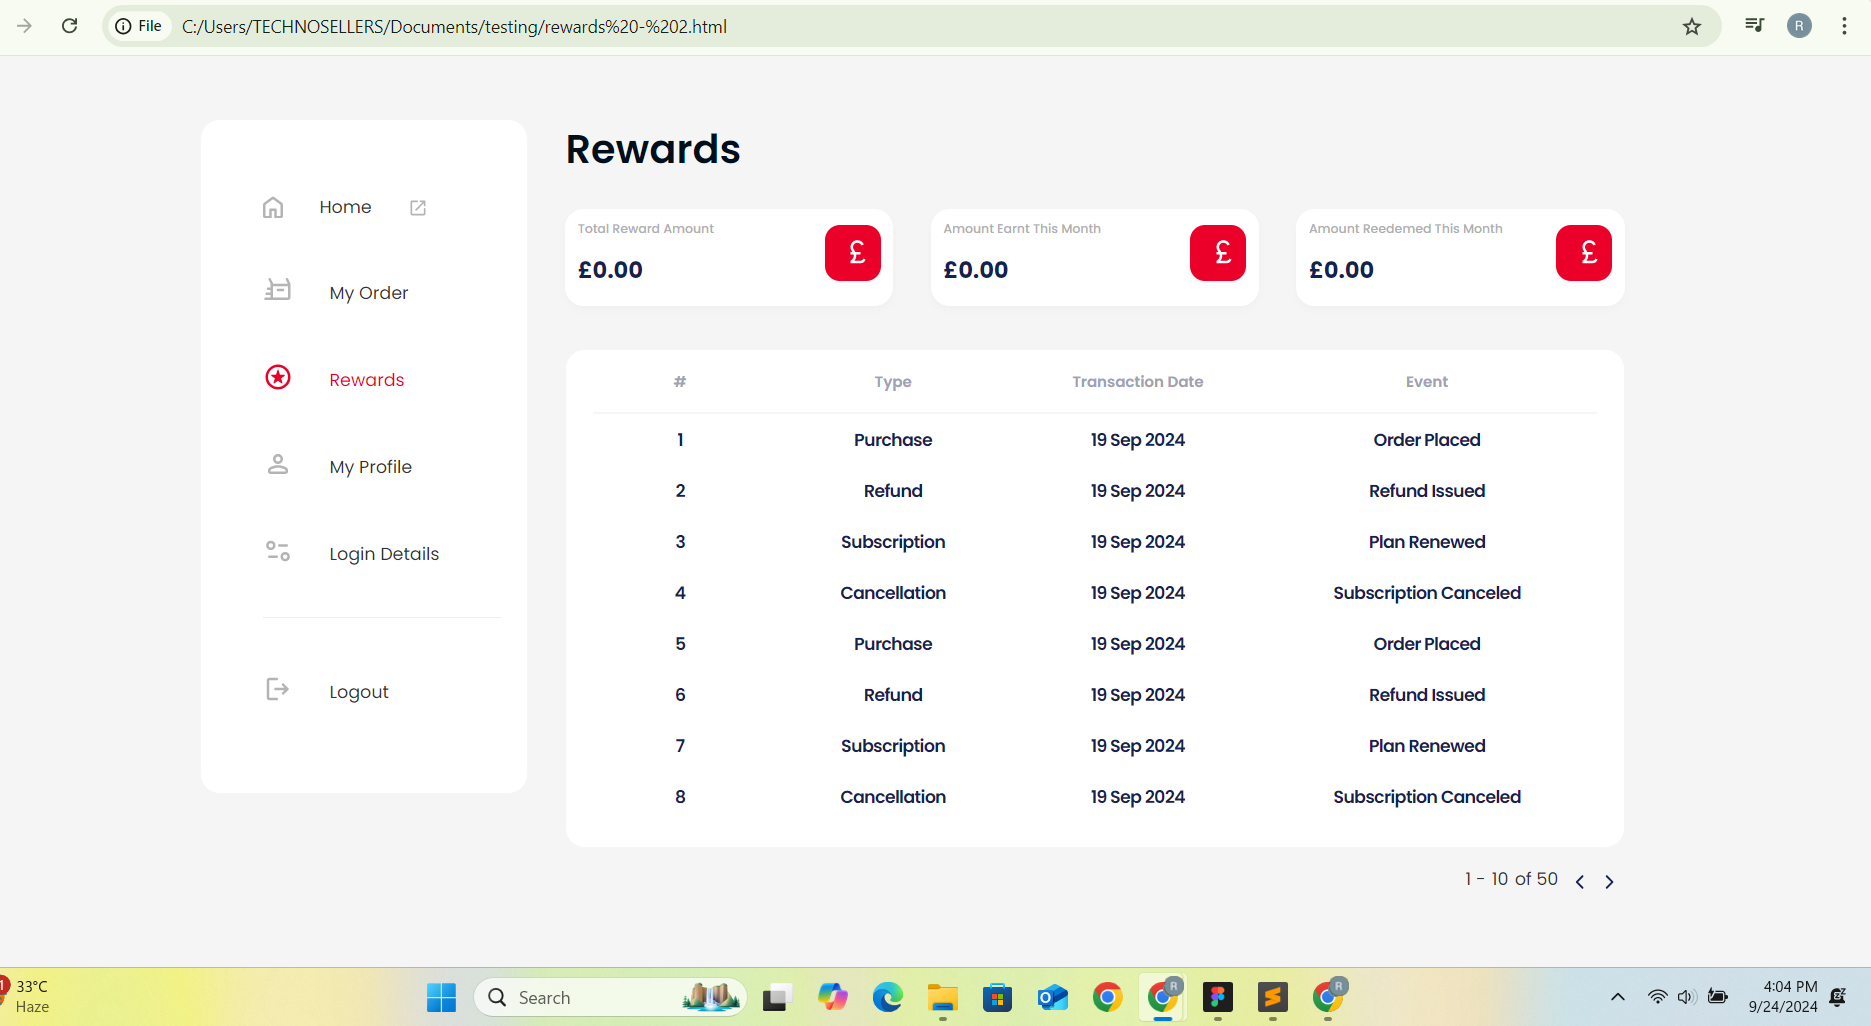 File C:/Users/TECHNOSELLERS/Documents/testing/rewards%20-%202.html
R
Home
My Order
Rewards
My Profile
Login Details
Logout
Rewards
Total Reward Amount
£0.00
£
Amount Earnt This Month
£0.00
£
Amount Reedemed This Month
£0.00
£
# Type Transaction Date Event
1 Purchase 19 Sep 2024 Order Placed
2 Refund 19 Sep 2024 Refund Issued
3 Subscription 19 Sep 2024 Plan Renewed
4 Cancellation 19 Sep 2024 Subscription Canceled
5 Purchase 19 Sep 2024 Order Placed
6 Refund 19 Sep 2024 Refund Issued
7 Subscription 19 Sep 2024 Plan Renewed
8 Cancellation 19 Sep 2024 Subscription Canceled
1 - 10 of 50
1
33°C
Haze
Search
R
R
4:04 PM
9/24/2024